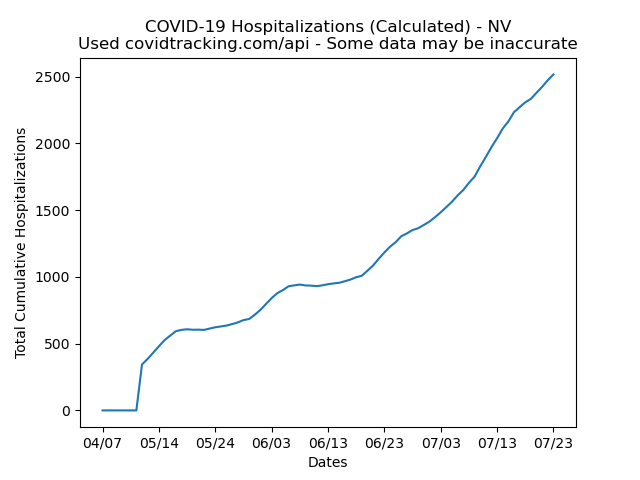 COVID-19 Hospitalizations (Calculated) - NV
Used covidtracking.com/api - Some data may be inaccurate
Total Cumulative Hospitalizations
2500
2000
1500
1000
500
0
04/07 05/14 05/24 06/03 06/13 06/23 07/03 07/13 07/23
Dates